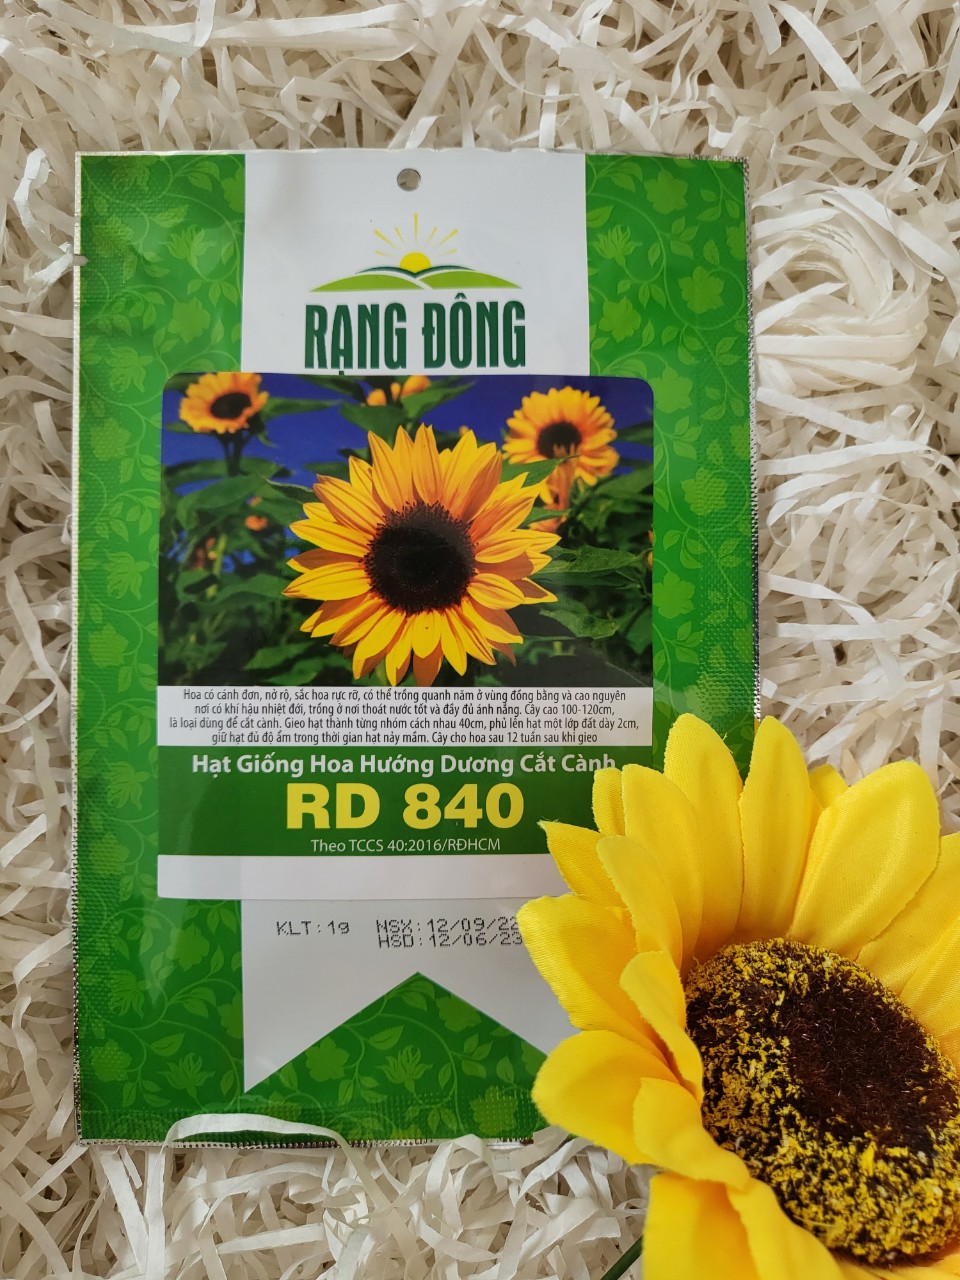 RẠNG ĐÔNG
Hoa có cánh đơn, nở rộ, sắc hoa rực rỡ, có thể trồng quanh năm ở vùng đồng bằng và cao nguyên
nơi có khí hậu nhiệt đới, trồng ở nơi thoát nước tốt và đầy đủ ánh nắng. Cây cao 100-120cm,
là loại dùng để cắt cành. Gieo hạt thành từng nhóm cách nhau 40cm, phủ lên hạt một lớp đất dày 2cm,
giữ hạt đủ độ ẩm trong thời gian hạt nảy mầm. Cây cho hoa sau 12 tuần sau khi gieo
Hạt Giống Hoa Hướng Dương Cắt Cành
RD 840
Theo TCCS 40:2016/RĐHCM
KLT: 1g NSX: 12/09/22
HSD: 12/06/23